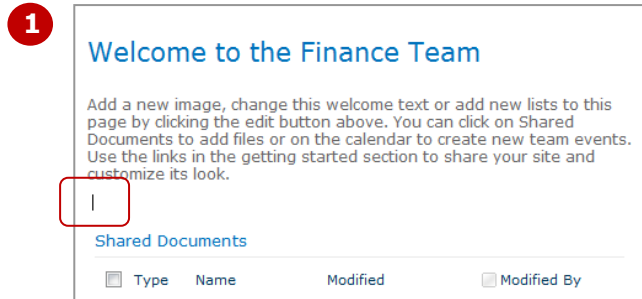 1
Welcome to the Finance Team
Add a new image, change this welcome text or add new lists to this
page by clicking the edit button above. You can click on Shared
Documents to add files or on the calendar to create new team events.
Use the links in the getting started section to share your site and
customize its look.
Shared Documents
Type Name Modified Modified By